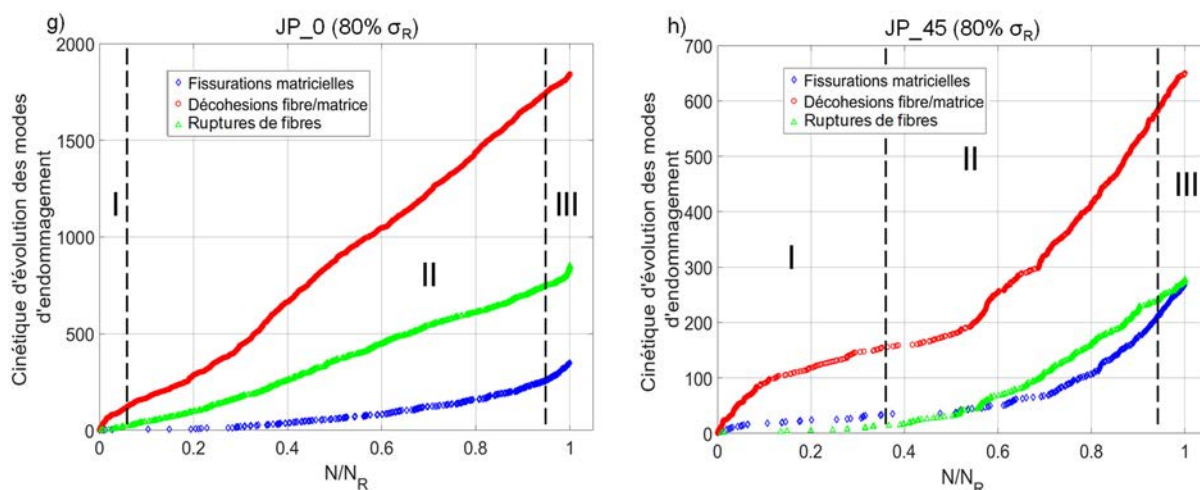 g)
JP_0 (80% σR)
2000
1500
1000
500
0
0
0.2
0.4
0.6
0.8
1
Cinétique d'évolution des modes
d'endommagement
N/NR
Fissurations matricielles
Décohesions fibre/matrice
Ruptures de fibres
I
II
III
h)
JP_45 (80% σR)
700
600
500
400
300
200
100
0
0
0.2
0.4
0.6
0.8
1
Cinétique d'évolution des modes
d'endommagement
N/NR
Fissurations matricielles
Décohesions fibre/matrice
Ruptures de fibres
I
II
III